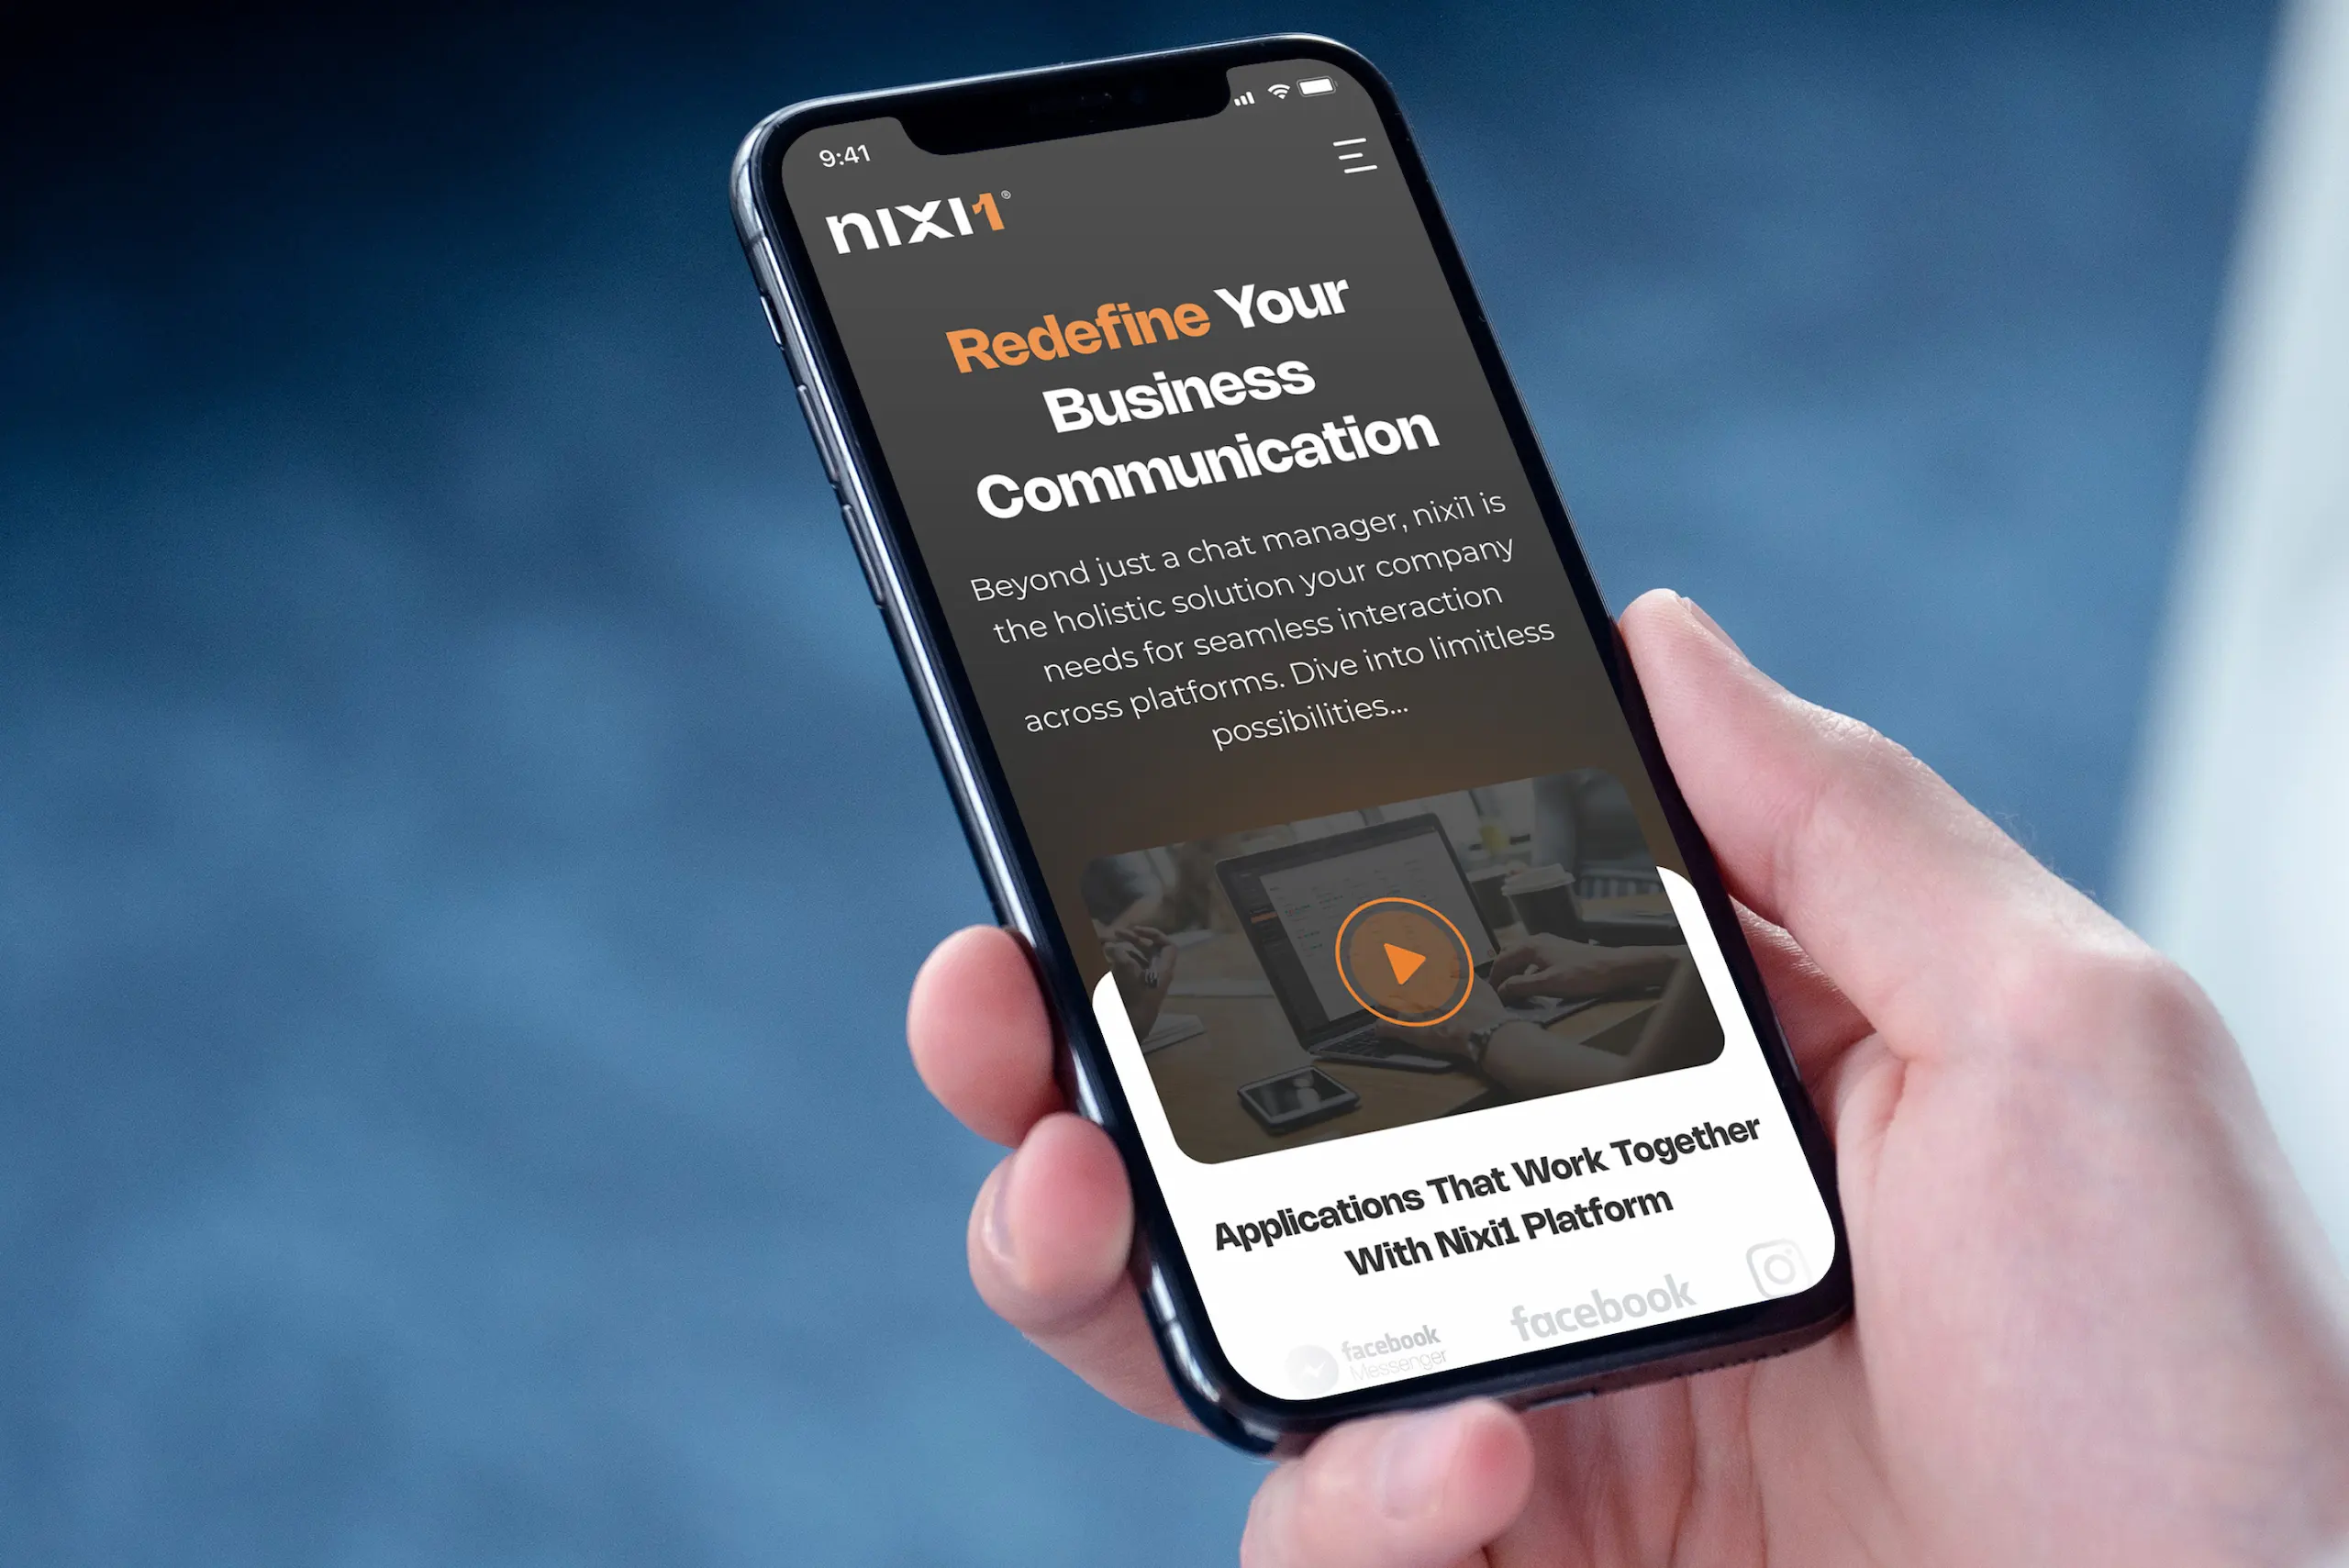 9:41
nixi1®
Redefine Your
Business
Communication
Beyond just a chat manager, nixi1 is
the holistic solution your company
needs for seamless interaction
across platforms. Dive into limitless
possibilities...
Applications That Work Together
With Nixi1 Platform
facebook
Messenger
facebook